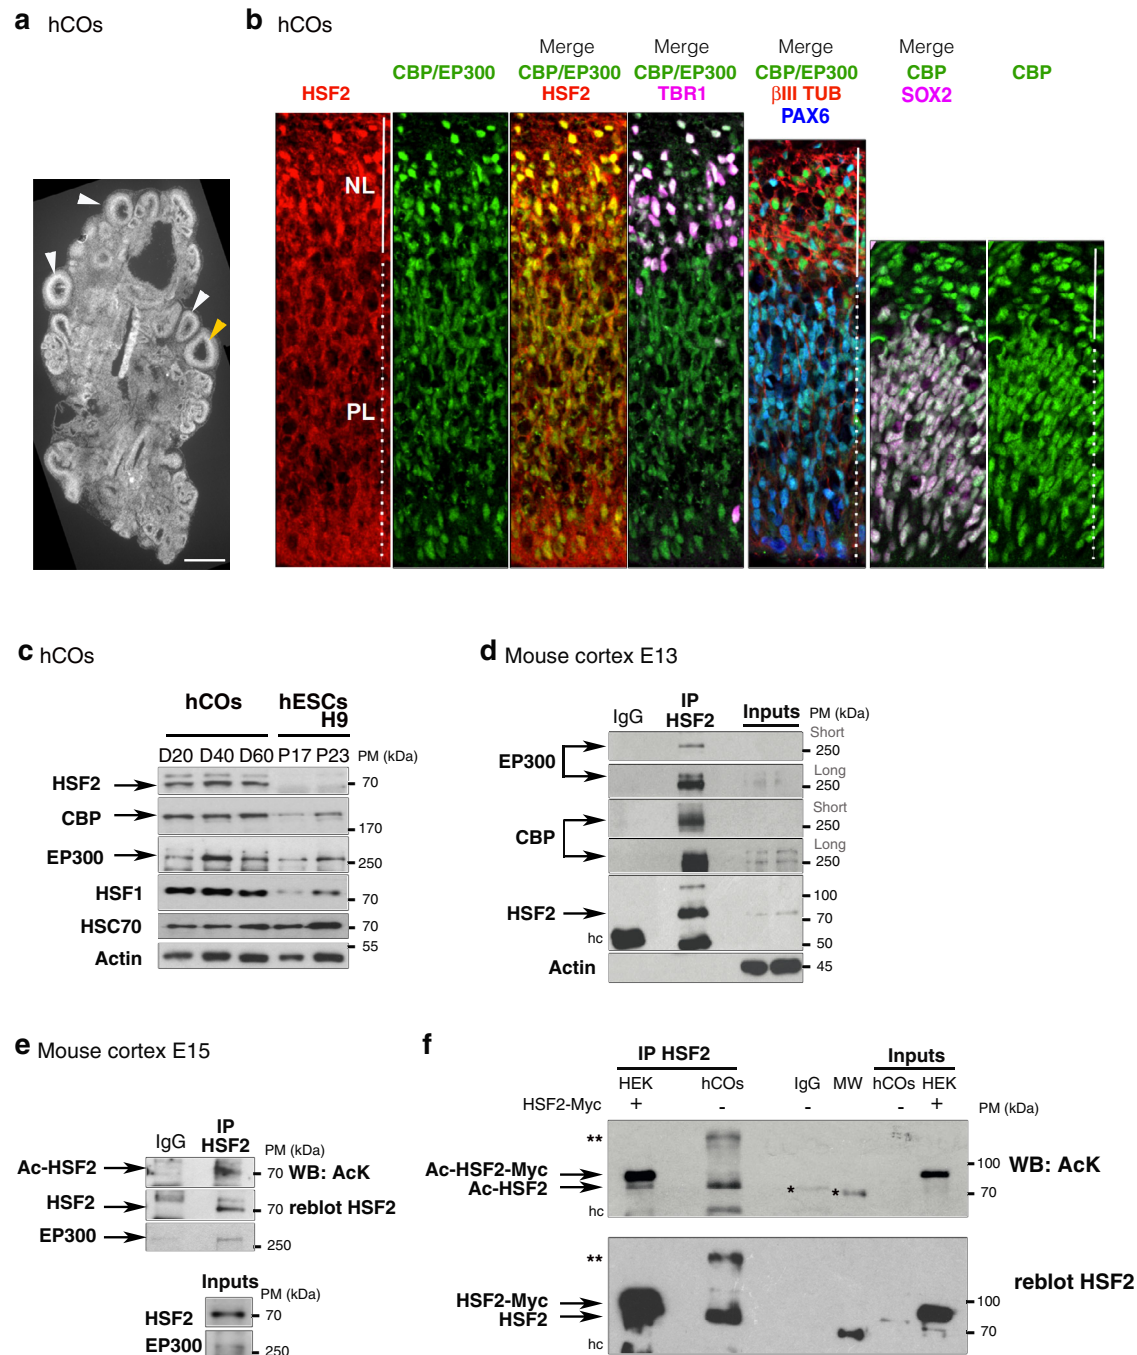 a hCOs
b hCOs
HSF2
CBP/EP300
Merge
CBP/EP300
HSF2
Merge
CBP/EP300
TBR1
Merge
CBP/EP300
βIII TUB
PAX6
Merge
CBP
SOX2
CBP
NL
PL
c hCOs
hCOs hESCs
H9
D20 D40 D60 P17 P23 PM (kDa)
HSF2 70
CBP 170
EP300 250
HSF1 70
HSC70 70
55
Actin
d Mouse cortex E13
IgG IP HSF2 Inputs PM (kDa)
EP300
Short
250
Long
250
CBP
Short
250
Long
250
100
HSF2 70
hc 50
Actin 45
e Mouse cortex E15
IgG IP HSF2 PM (kDa)
Ac-HSF2 70 WB: AcK
HSF2 70 reblot HSF2
EP300 250
Inputs PM (kDa)
HSF2 70
EP300 250
f
IP HSF2 Inputs
HEK hCOs IgG MW hCOs HEK
HSF2-Myc + - - - + PM (kDa)
**
Ac-HSF2-Myc 100 WB: AcK
Ac-HSF2 * * 70
hc
**
reblot HSF2
HSF2-Myc 100
HSF2 70
hc